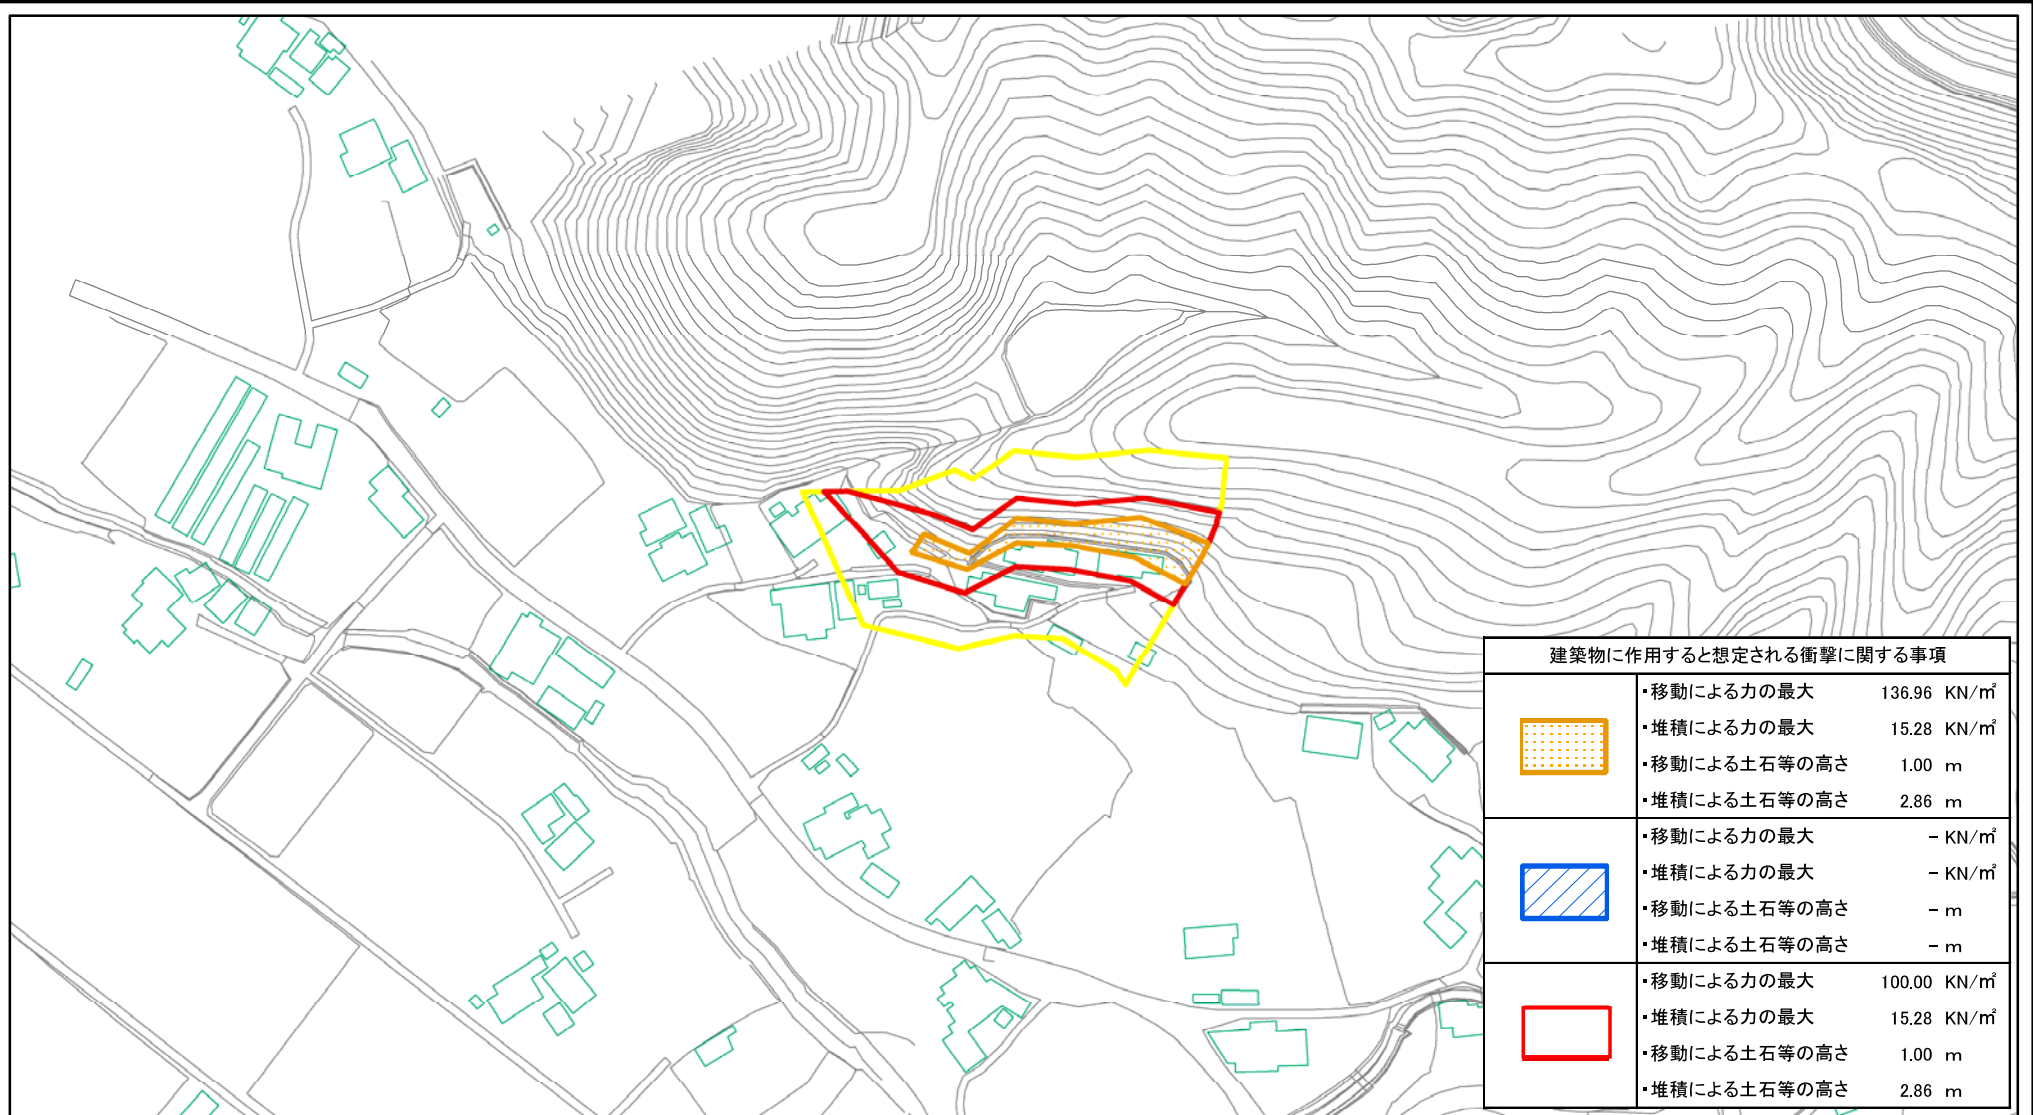 建築物に作用すると想定される衝撃に関する事項
・移動による力の最大 136.96 KN/㎡
・堆積による力の最大 15.28 KN/㎡
・移動による土石等の高さ 1.00 m
・堆積による土石等の高さ 2.86 m
・移動による力の最大 - KN/㎡
・堆積による力の最大 - KN/㎡
・移動による土石等の高さ - m
・堆積による土石等の高さ - m
・移動による力の最大 100.00 KN/㎡
・堆積による力の最大 15.28 KN/㎡
・移動による土石等の高さ 1.00 m
・堆積による土石等の高さ 2.86 m